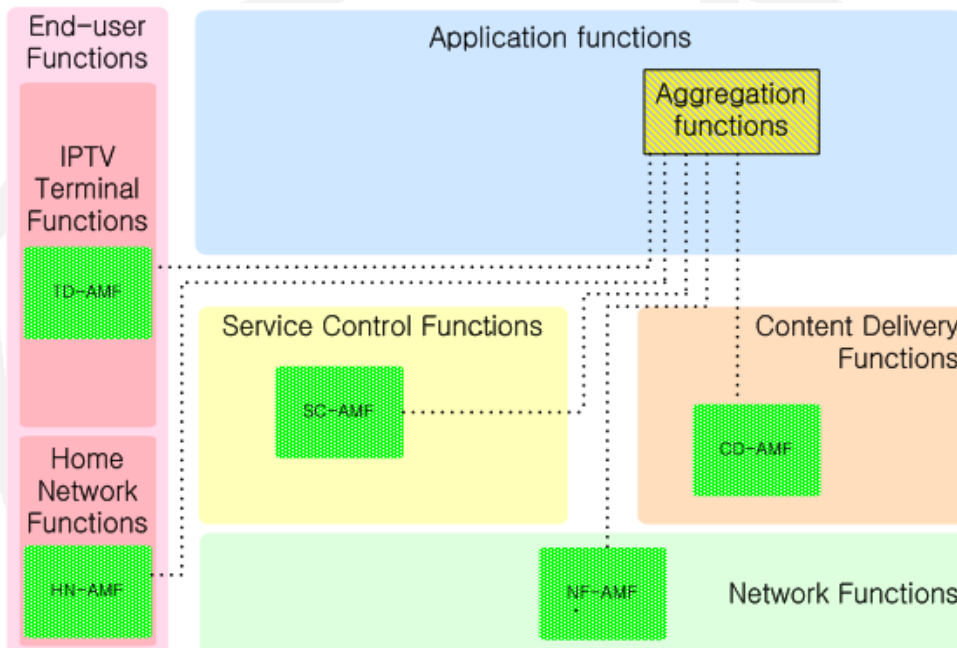 End-user
Functions
IPTV
Terminal
Functions
TD-AMF
Home
Network
Functions
HN-AMF
Application functions
Aggregation
functions
Service Control Functions
SC-AMF
Content Delivery
Functions
CD-AMF
NF-AMF
Network Functions